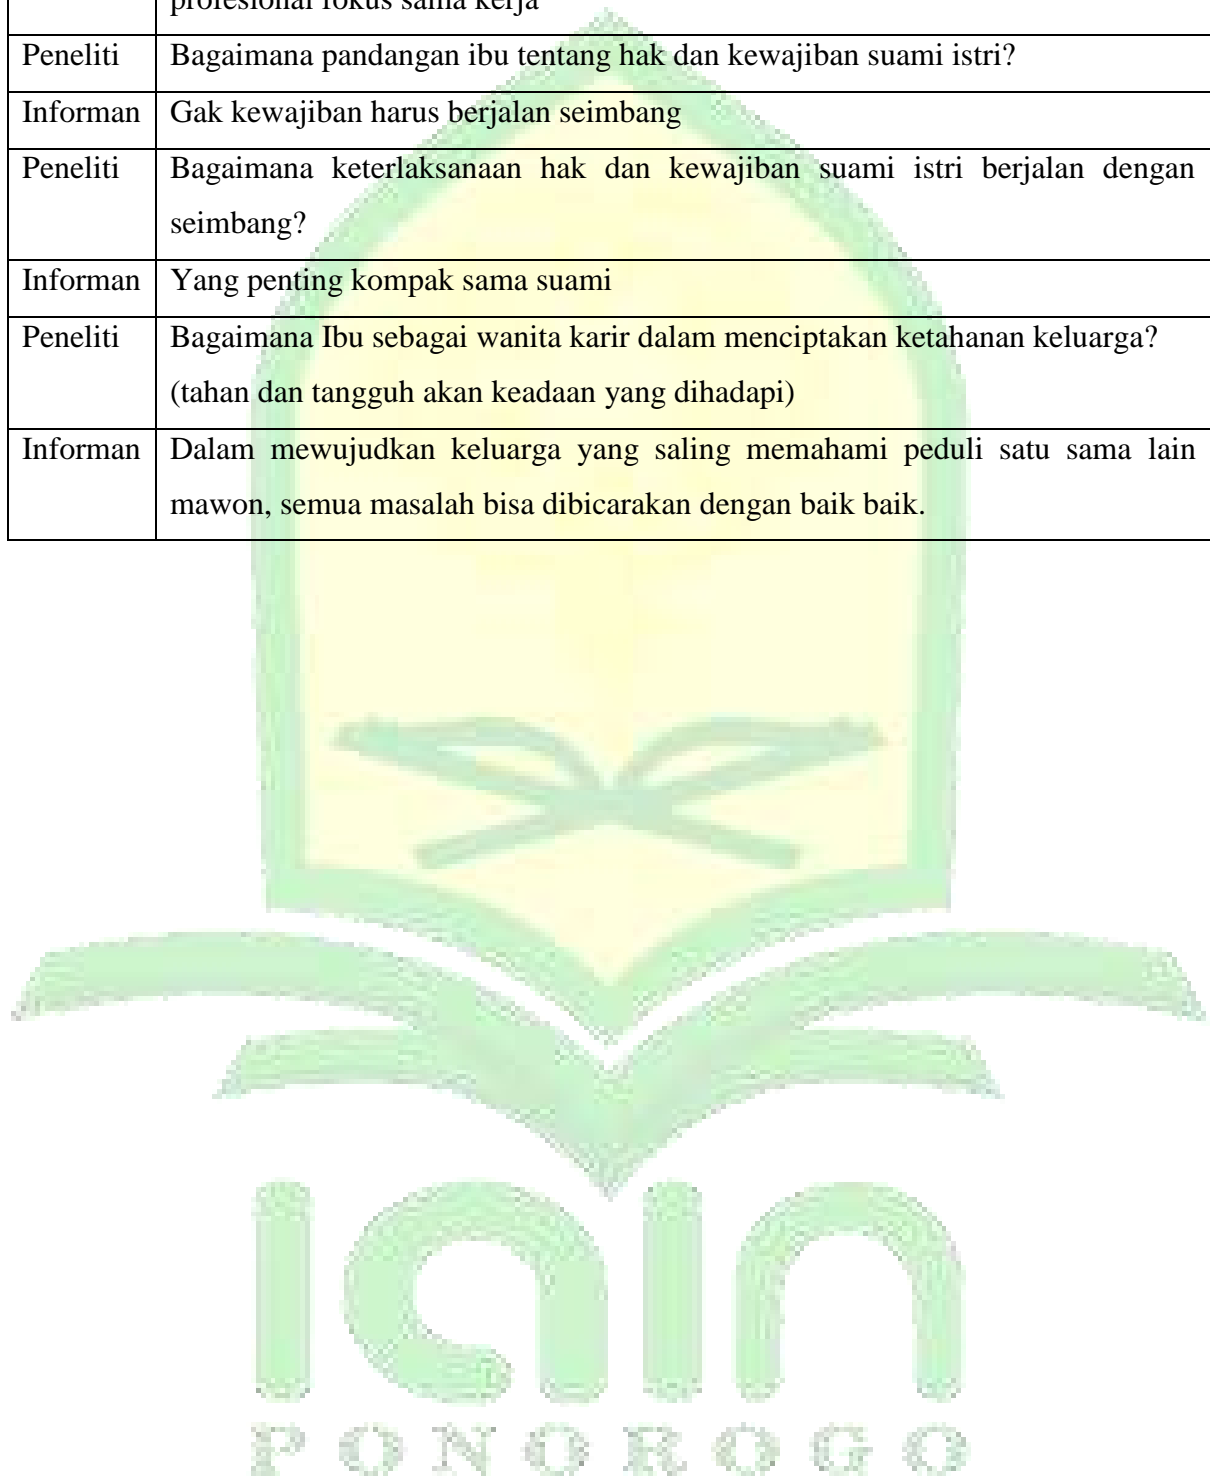 profesional fokus sama kerja
Peneliti Bagaimana pandangan ibu tentang hak dan kewajiban suami istri?
Informan Gak kewajiban harus berjalan seimbang
Peneliti Bagaimana keterlaksanaan hak dan kewajiban suami istri berjalan dengan
seimbang?
Informan Yang penting kompak sama suami
Peneliti Bagaimana Ibu sebagai wanita karir dalam menciptakan ketahanan keluarga?
(tahan dan tangguh akan keadaan yang dihadapi)
Informan Dalam mewujudkan keluarga yang saling memahami peduli satu sama lain
mawon, semua masalah bisa dibicarakan dengan baik baik.
iain
PONOROGO